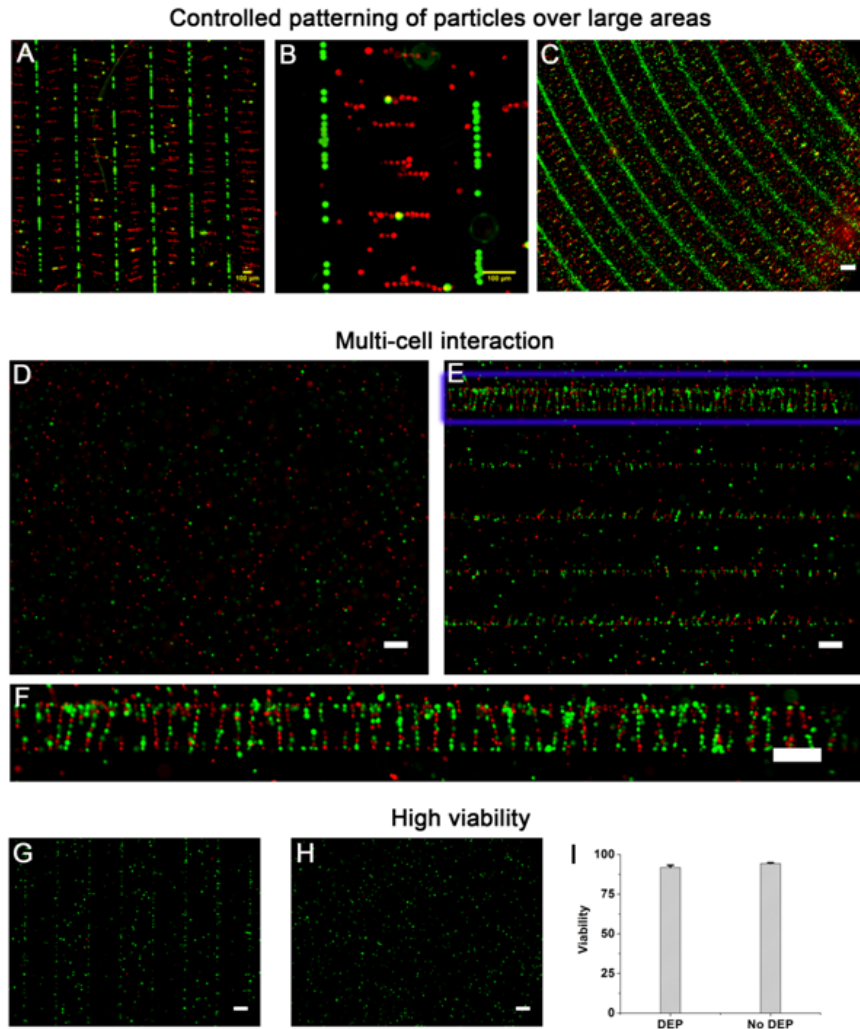 Controlled patterning of particles over large areas
A
B
C
100 µm
100 µm
Multi-cell interaction
D
E
F
High viability
G
H
I
100
75
50
25
0
Viability
DEP
No DEP